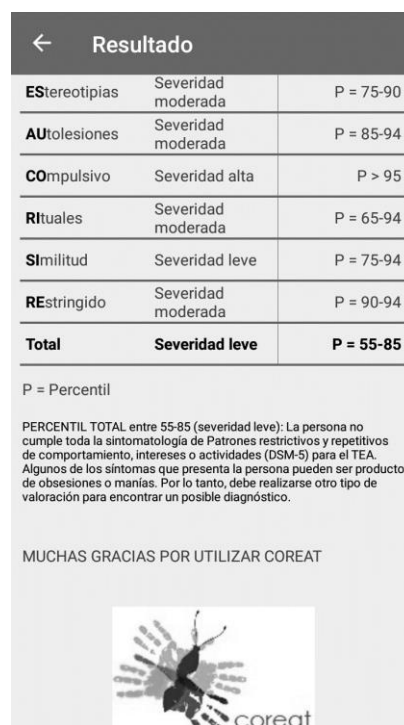 Resultado
EStereotipias Severidad moderada P = 75-90
AUtolesiones Severidad moderada P = 85-94
COmpulsivo Severidad alta P > 95
RItuales Severidad moderada P = 65-94
SImilitud Severidad leve P = 75-94
REstringido Severidad moderada P = 90-94
Total Severidad leve P = 55-85
P = Percentil
PERCENTIL TOTAL entre 55-85 (severidad leve): La persona no
cumple toda la sintomatología de Patrones restrictivos y repetitivos
de comportamiento, intereses o actividades (DSM-5) para el TEA.
Algunos de los síntomas que presenta la persona pueden ser producto
de obsesiones o manías. Por lo tanto, debe realizarse otro tipo de
valoración para encontrar un posible diagnóstico.
MUCHAS GRACIAS POR UTILIZAR COREAT
coreat